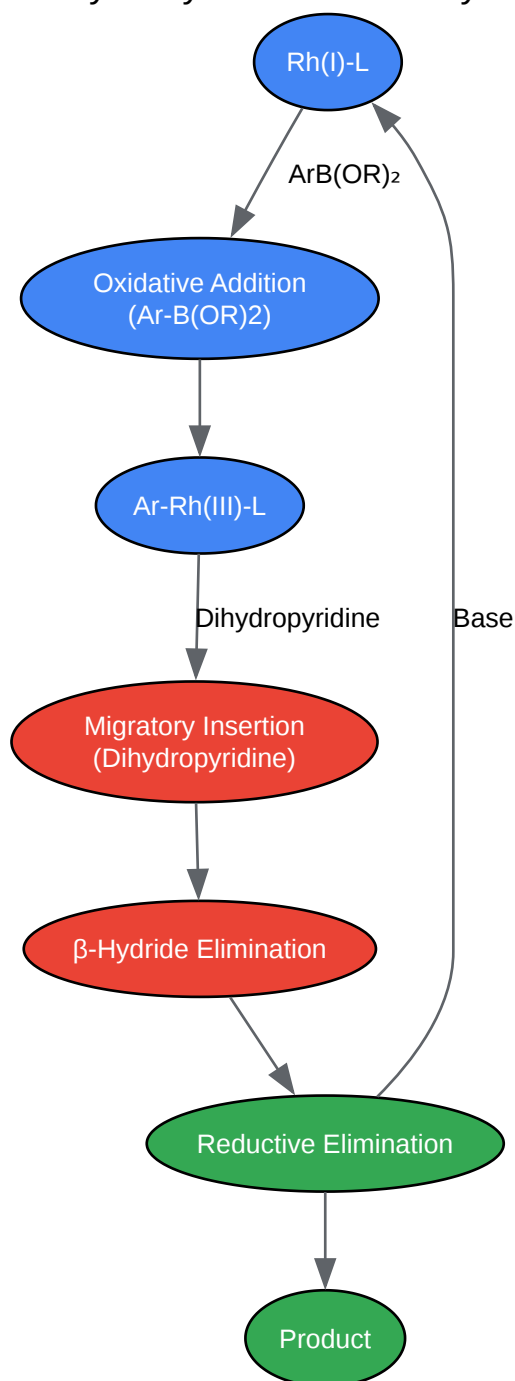 Rh(I)-L
ArB(OR)₂
Oxidative Addition
(Ar-B(OR)2)
Ar-Rh(III)-L
Dihydropyridine
Base
Migratory Insertion
(Dihydropyridine)
β-Hydride Elimination
Reductive Elimination
Product